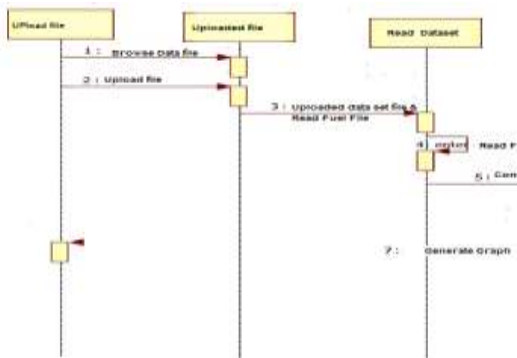 UPload file
Uploaded file
Read Dataset
1 : Browse Data file
2 : Upload file
3 : Uploaded data set file &
Read Fuel File
4
Read F
5 : Con
7 : Generate Graph